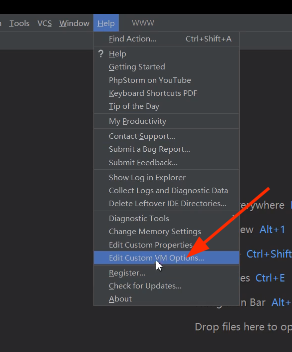 Tools VCS Window Help WWW
Find Action... Ctrl+Shift+A
? Help
Getting Started
PhpStorm on YouTube
Keyboard Shortcuts PDF
Tip of the Day
My Productivity
Contact Support...
Submit a Bug Report...
Submit Feedback...
Show Log in Explorer
Collect Logs and Diagnostic Data
Delete Leftover IDE Directories...
Diagnostic Tools
Change Memory Settings
Edit Custom Properties
Edit Custom VM Options...
Register...
Check for Updates...
About
Alt+1
Ctrl+Shift
Ctrl+E
Bar Alt+
Drop files here to op